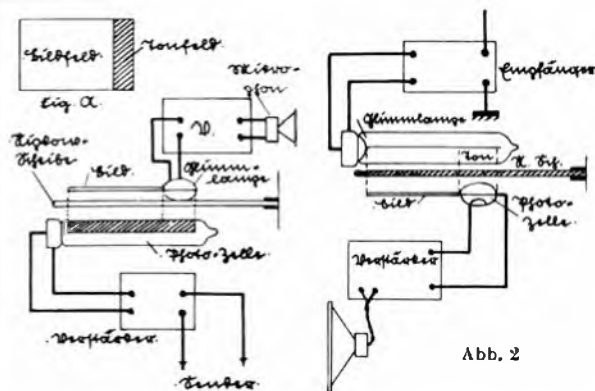 Bildfeld.
Tonfeld.
Fig. A.
Mikro-
phon
V.
Nipkow-
Scheibe
Bild.
Glimm-
lampe
Photo-Zelle
Verstärker
Sender
Empfänger
Glimmlampe
Ton
N. Sch.
Bild.
Photo-
Zelle
Verstärker
Abb. 2